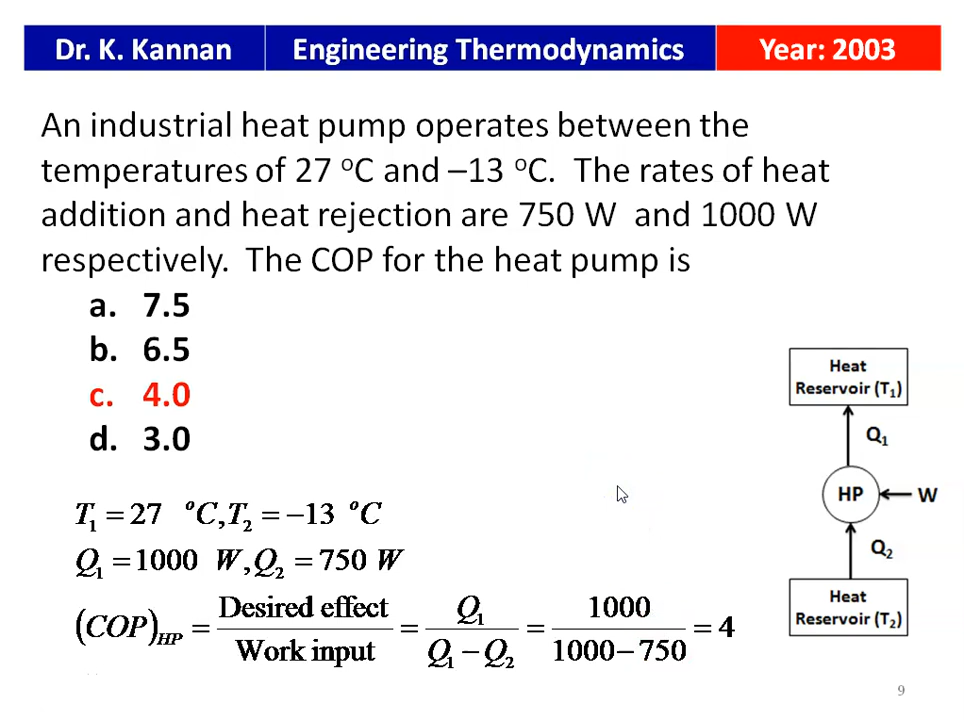 Dr. K. Kannan Engineering Thermodynamics Year: 2003
An industrial heat pump operates between the
temperatures of 27 °C and –13 °C. The rates of heat
addition and heat rejection are 750 W and 1000 W
respectively. The COP for the heat pump is
a. 7.5
b. 6.5
c. 4.0
d. 3.0
T₁ = 27 °C, T₂ = −13 °C
Q₁ = 1000 W, Q₂ = 750 W
(COP)HP = Desired effect / Work input = Q₁ / (Q₁ − Q₂) = 1000 / (1000 − 750) = 4
Heat
Reservoir (T₁)
Q₁
HP
W
Q₂
Heat
Reservoir (T₂)
9